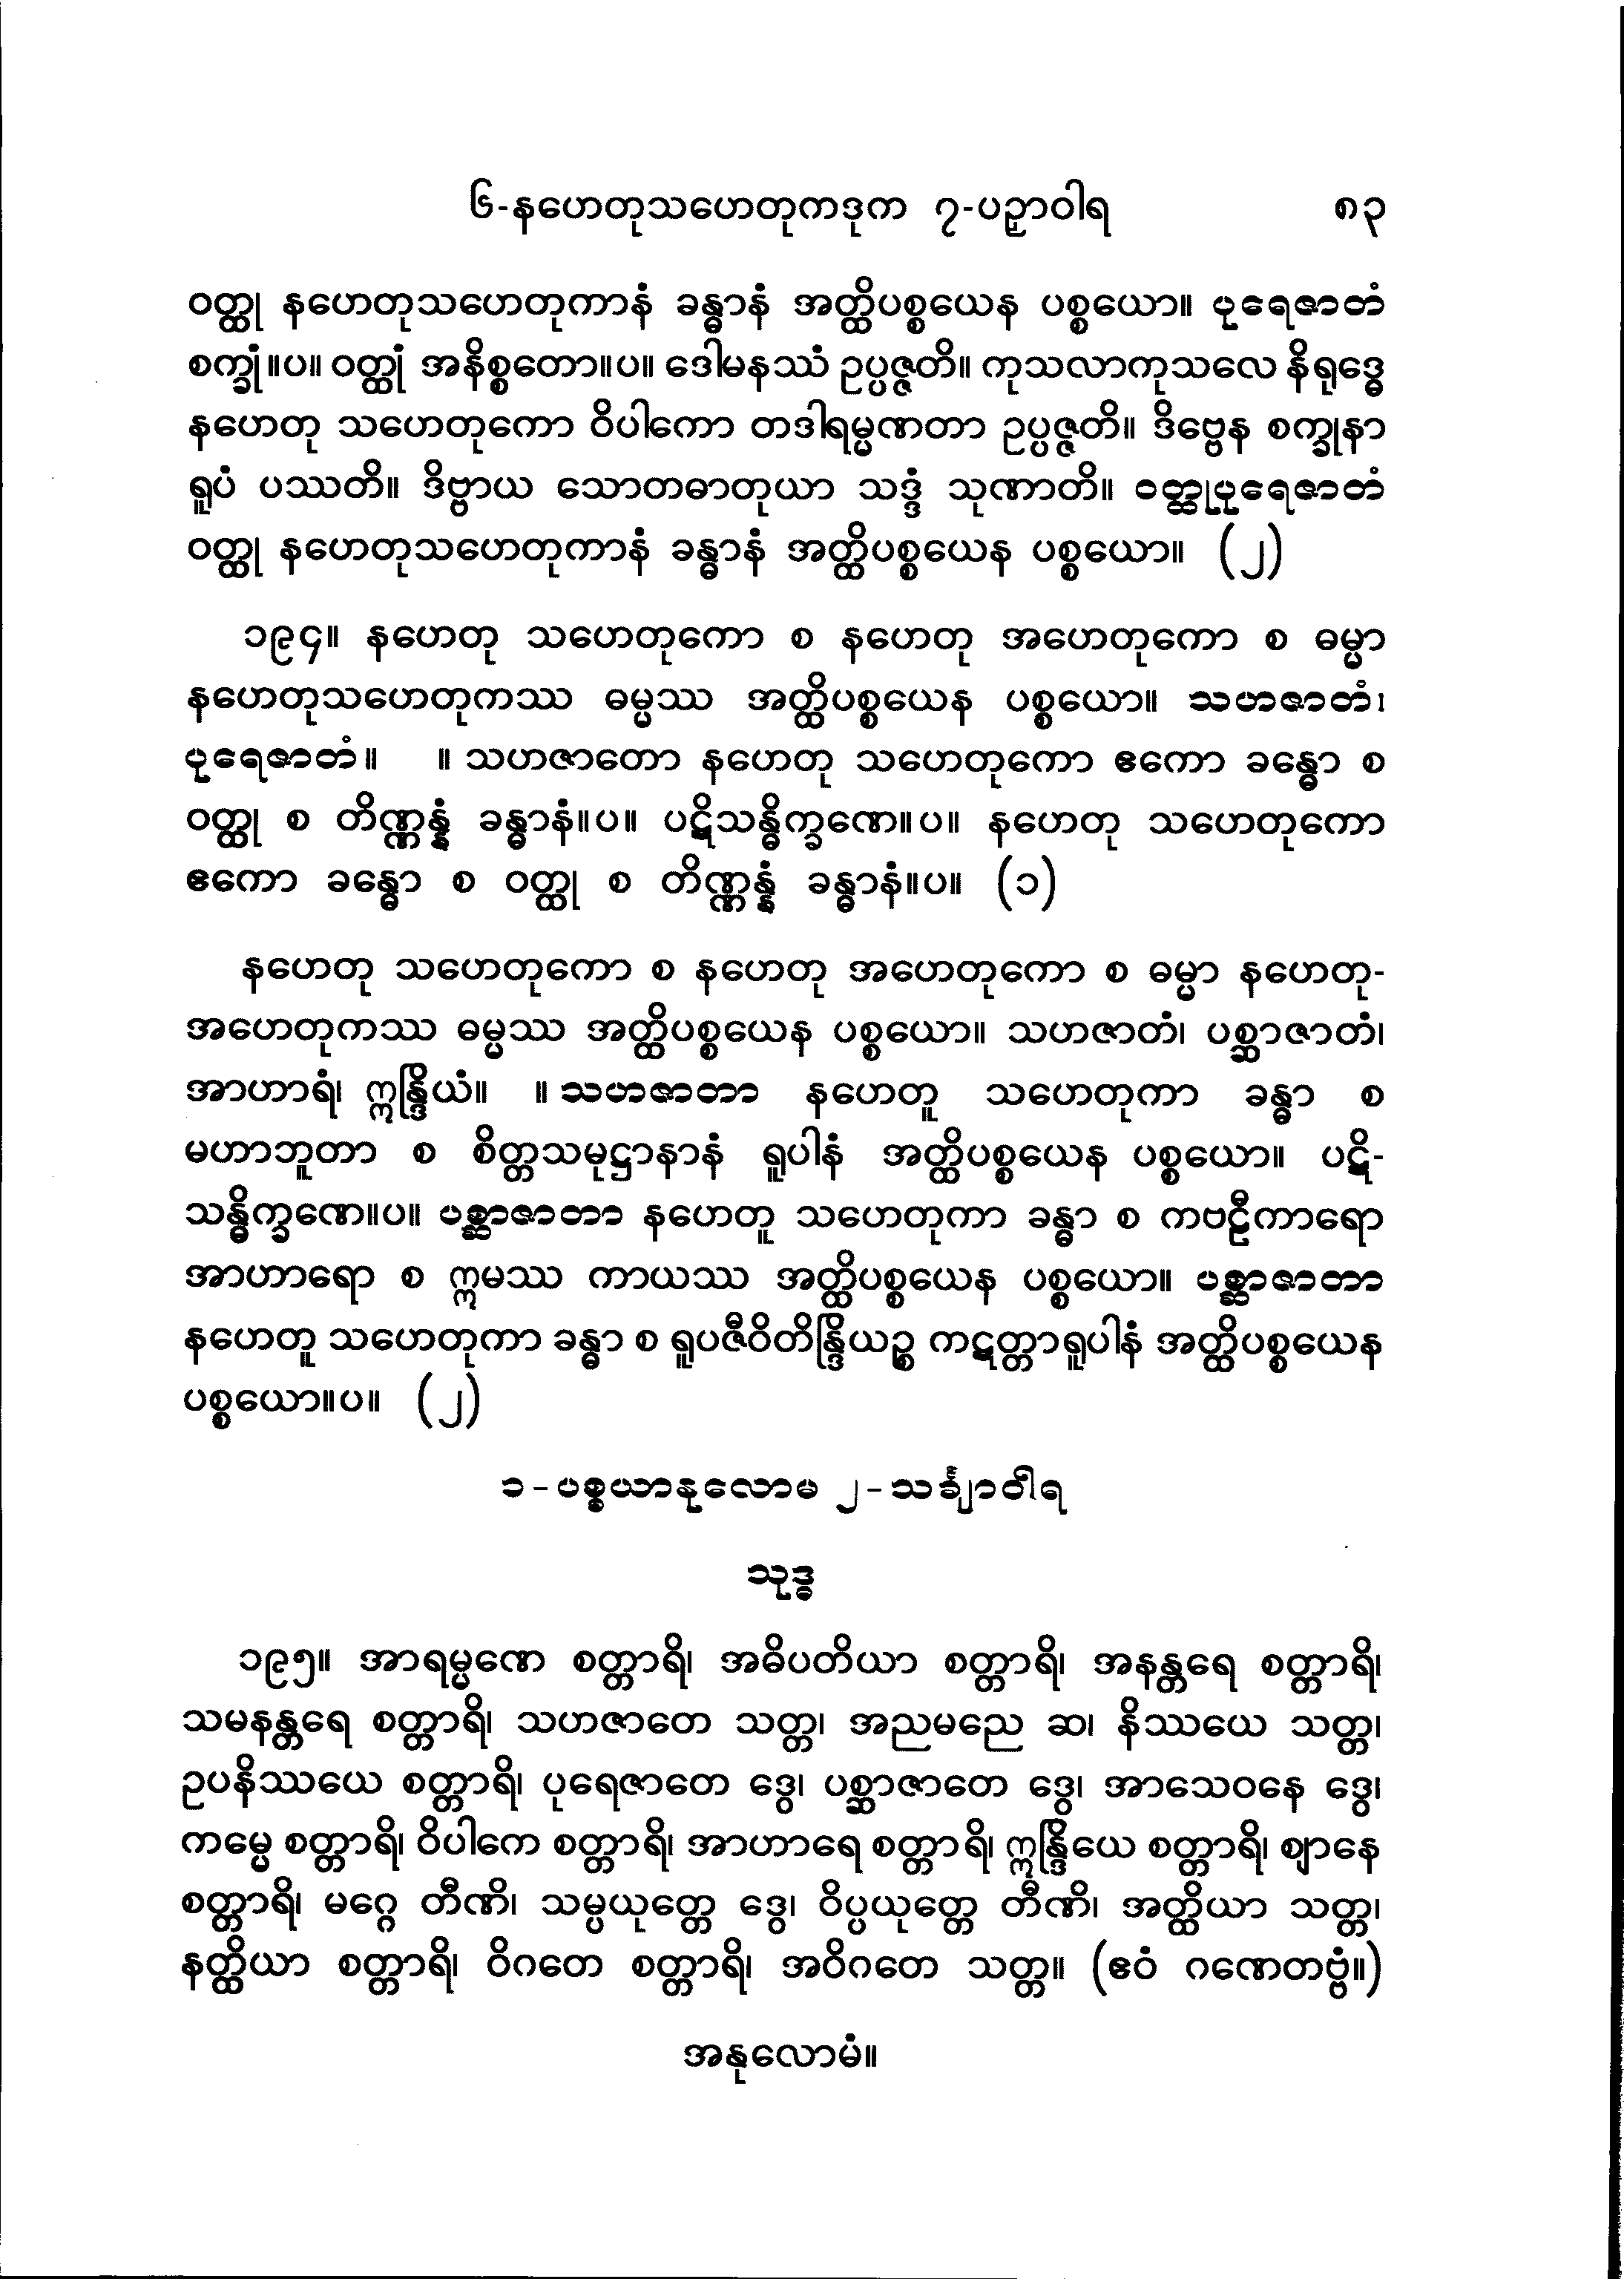 ၆-နဟေတုသဟေတုကဒုက ၇-ပဉှာဝါရ ၈၃
ဝတ္ထု နဟေတုသဟေတုကာနံ ခန္ဓာနံ အတ္ထိပစ္စယေန ပစ္စယော။ ပုရေဇာတံ
စက္ခုံ။ပ။ ဝတ္ထုံ အနိစ္စတော။ပ။ ဒေါမနဿံ ဥပ္ပဇ္ဇတိ။ ကုသလာကုသလေ နိရုဒ္ဓေ
နဟေတု သဟေတုကော ဝိပါကော တဒါရမ္မဏတာ ဥပ္ပဇ္ဇတိ။ ဒိဗ္ဗေန စက္ခုနာ
ရူပံ ပဿတိ။ ဒိဗ္ဗာယ သောတဓာတုယာ သဒ္ဒံ သုဏာတိ။ ဝတ္ထုပုရေဇာတံ
ဝတ္ထု နဟေတုသဟေတုကာနံ ခန္ဓာနံ အတ္ထိပစ္စယေန ပစ္စယော။ (၂)
၁၉၄။ နဟေတု သဟေတုကော စ နဟေတု အဟေတုကော စ ဓမ္မာ
နဟေတုသဟေတုကဿ ဓမ္မဿ အတ္ထိပစ္စယေန ပစ္စယော။ သဟဇာတံ၊
ပုရေဇာတံ။ ။ သဟဇာတော နဟေတု သဟေတုကော ဧကော ခန္ဓော စ
ဝတ္ထု စ တိဏ္ဏန္နံ ခန္ဓာနံ။ပ။ ပဋိသန္ဓိက္ခဏေ။ပ။ နဟေတု သဟေတုကော
ဧကော ခန္ဓော စ ဝတ္ထု စ တိဏ္ဏန္နံ ခန္ဓာနံ။ပ။ (၁)
နဟေတု သဟေတုကော စ နဟေတု အဟေတုကော စ ဓမ္မာ နဟေတု-
အဟေတုကဿ ဓမ္မဿ အတ္ထိပစ္စယေန ပစ္စယော။ သဟဇာတံ၊ ပစ္ဆာဇာတံ၊
အာဟာရံ၊ ဣန္ဒြိယံ။ ။ သဟဇာတာ နဟေတူ သဟေတုကာ ခန္ဓာ စ
မဟာဘူတာ စ စိတ္တသမုဋ္ဌာနာနံ ရူပါနံ အတ္ထိပစ္စယေန ပစ္စယော။ ပဋိ-
သန္ဓိက္ခဏေ။ပ။ ပစ္ဆာဇာတာ နဟေတူ သဟေတုကာ ခန္ဓာ စ ကဗဠီကာရော
အာဟာရော စ ဣမဿ ကာယဿ အတ္ထိပစ္စယေန ပစ္စယော။ ပစ္ဆာဇာတာ
နဟေတူ သဟေတုကာ ခန္ဓာ စ ရူပဇီဝိတိန္ဒြိယဉ္စ ကဋတ္တာရူပါနံ အတ္ထိပစ္စယေန
ပစ္စယော။ပ။ (၂)
၁-ပစ္စယာနုလောမ ၂-သင်္ချာဝါရ
သုဒ္ဓ
၁၉၅။ အာရမ္မဏေ စတ္တာရိ၊ အဓိပတိယာ စတ္တာရိ၊ အနန္တရေ စတ္တာရိ၊
သမနန္တရေ စတ္တာရိ၊ သဟဇာတေ သတ္တ၊ အညမညေ ဆ၊ နိဿယေ သတ္တ၊
ဥပနိဿယေ စတ္တာရိ၊ ပုရေဇာတေ ဒွေ၊ ပစ္ဆာဇာတေ ဒွေ၊ အာသေဝနေ ဒွေ၊
ကမ္မေ စတ္တာရိ၊ ဝိပါကေ စတ္တာရိ၊ အာဟာရေ စတ္တာရိ၊ ဣန္ဒြိယေ စတ္တာရိ၊ ဈာနေ
စတ္တာရိ၊ မဂ္ဂေ တီဏိ၊ သမ္ပယုတ္တေ ဒွေ၊ ဝိပ္ပယုတ္တေ တီဏိ၊ အတ္ထိယာ သတ္တ၊
နတ္ထိယာ စတ္တာရိ၊ ဝိဂတေ စတ္တာရိ၊ အဝိဂတေ သတ္တ။ (ဧဝံ ဂဏေတဗ္ဗံ။)
အနုလောမံ။